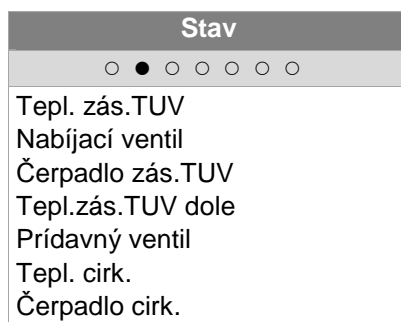 Stav
Tepl. zás.TUV
Nabíjací ventil
Čerpadlo zás.TUV
Tepl.zás.TUV dole
Prídavný ventil
Tepl. cirk.
Čerpadlo cirk.